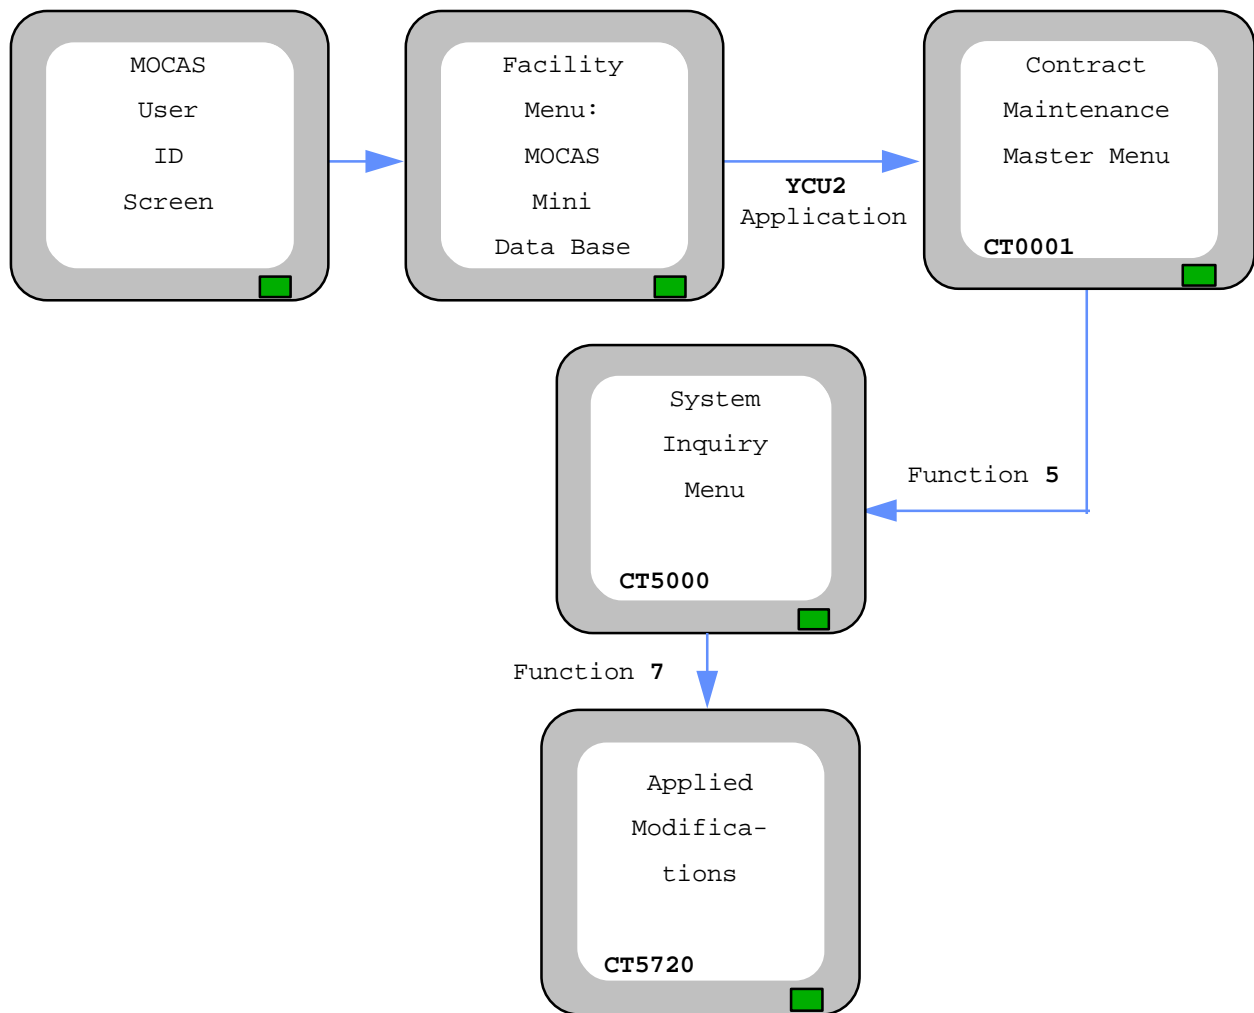 MOCAS
User
ID
Screen
Facility
Menu:
MOCAS
Mini
Data Base
YCU2
Application
Contract
Maintenance
Master Menu
CT0001
Function 5
System
Inquiry
Menu
CT5000
Function 7
Applied
Modifica-
tions
CT5720